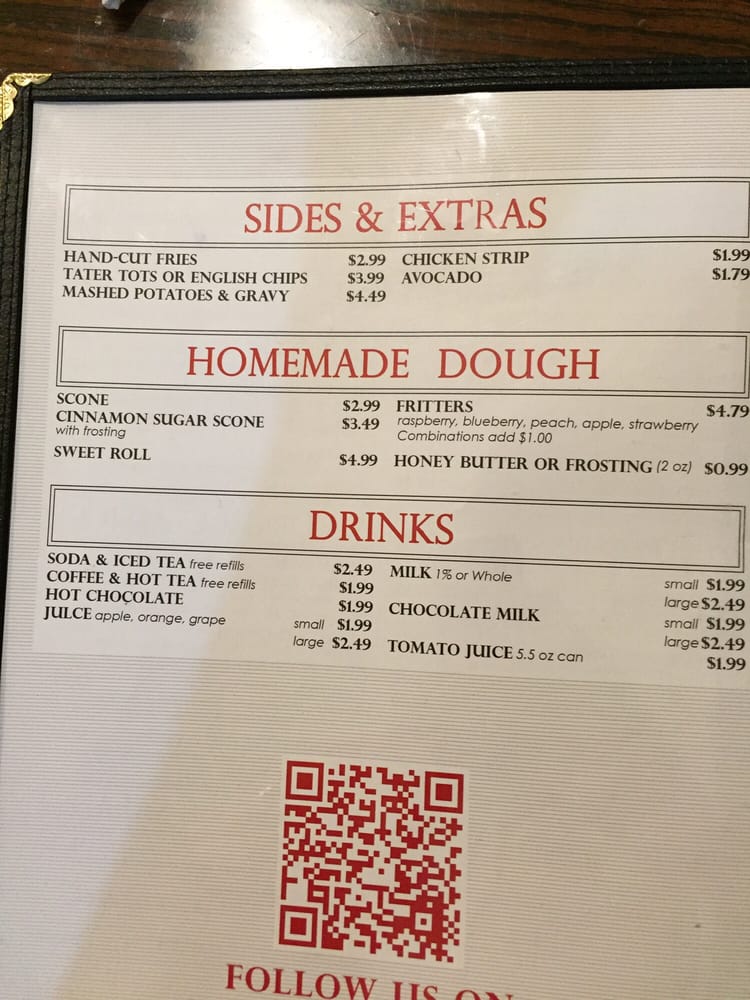 SIDES & EXTRAS
HAND-CUT FRIES $2.99
TATER TOTS OR ENGLISH CHIPS $3.99
MASHED POTATOES & GRAVY $4.49
CHICKEN STRIP $1.99
AVOCADO $1.79
HOMEMADE DOUGH
SCONE $2.99
CINNAMON SUGAR SCONE $3.49
with frosting
SWEET ROLL $4.99
FRITTERS $4.79
raspberry, blueberry, peach, apple, strawberry
Combinations add $1.00
HONEY BUTTER OR FROSTING (2 oz) $0.99
DRINKS
SODA & ICED TEA free refills $2.49
COFFEE & HOT TEA free refills $1.99
HOT CHOCOLATE $1.99
JULCE apple, orange, grape small $1.99
large $2.49
MILK 1% or Whole small $1.99
large $2.49
CHOCOLATE MILK small $1.99
large $2.49
TOMATO JUICE 5.5 oz can $1.99
FOLLOW US ON